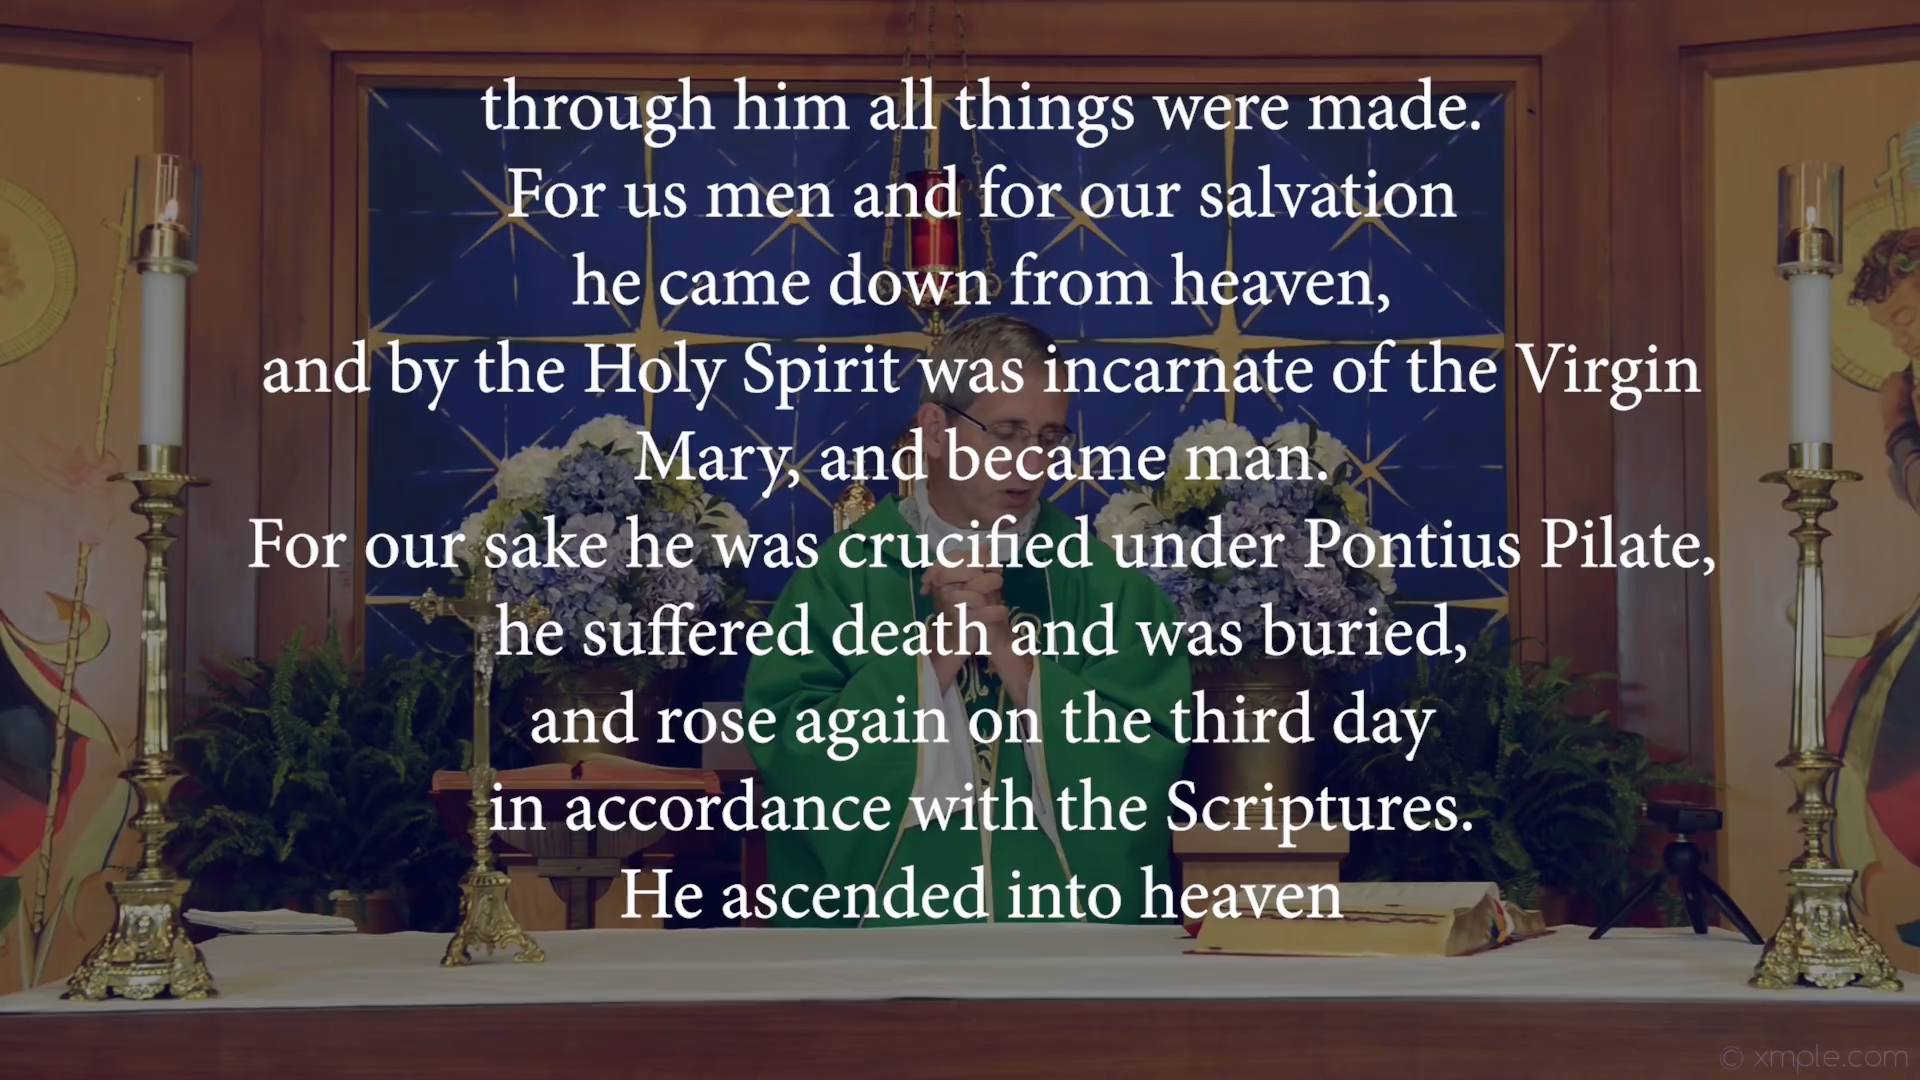 through him all things were made.
For us men and for our salvation
he came down from heaven,
and by the Holy Spirit was incarnate of the Virgin
Mary, and became man.
For our sake he was crucified under Pontius Pilate,
he suffered death and was buried,
and rose again on the third day
in accordance with the Scriptures.
He ascended into heaven
© xmple.com